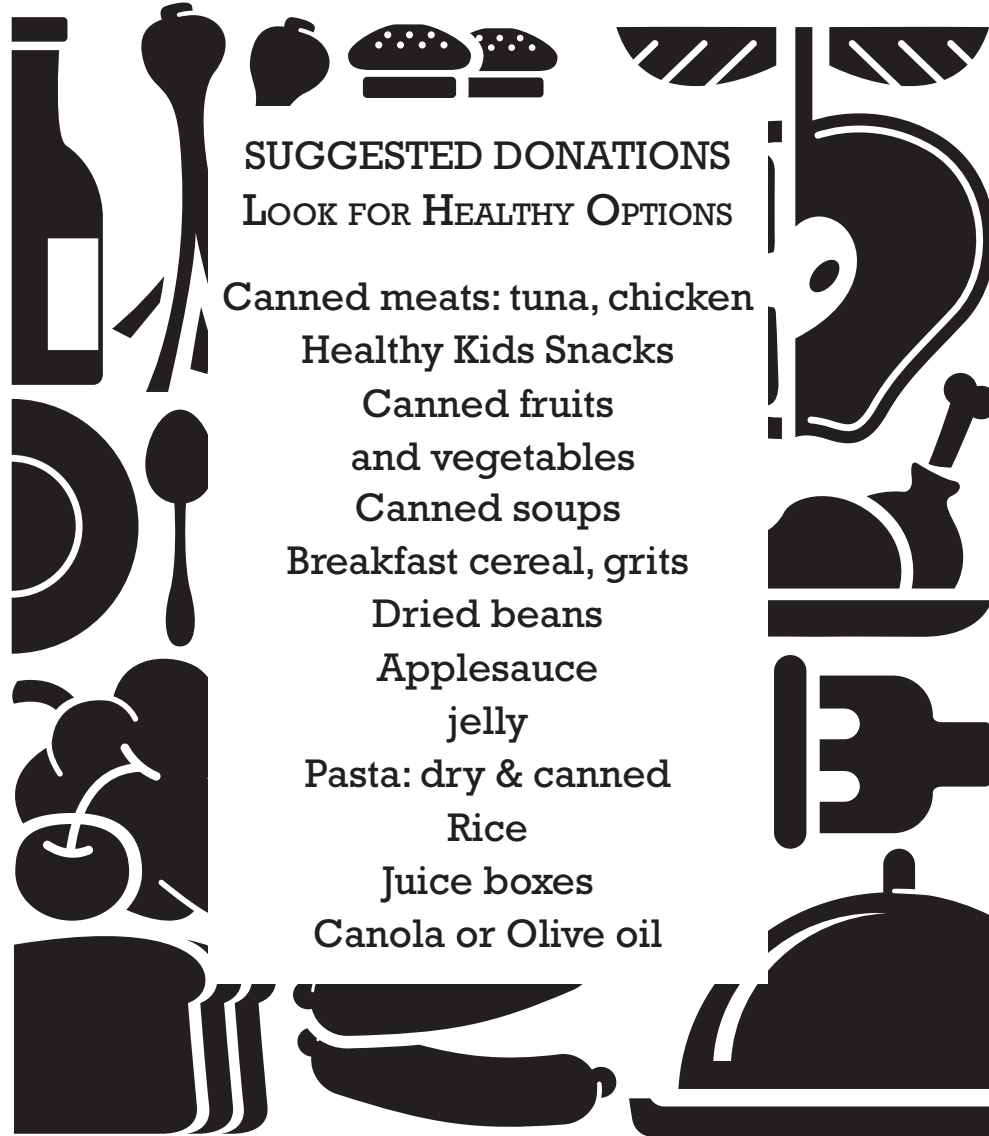 SUGGESTED DONATIONS
Look for Healthy Options
Canned meats: tuna, chicken
Healthy Kids Snacks
Canned fruits
and vegetables
Canned soups
Breakfast cereal, grits
Dried beans
Applesauce
jelly
Pasta: dry & canned
Rice
Juice boxes
Canola or Olive oil